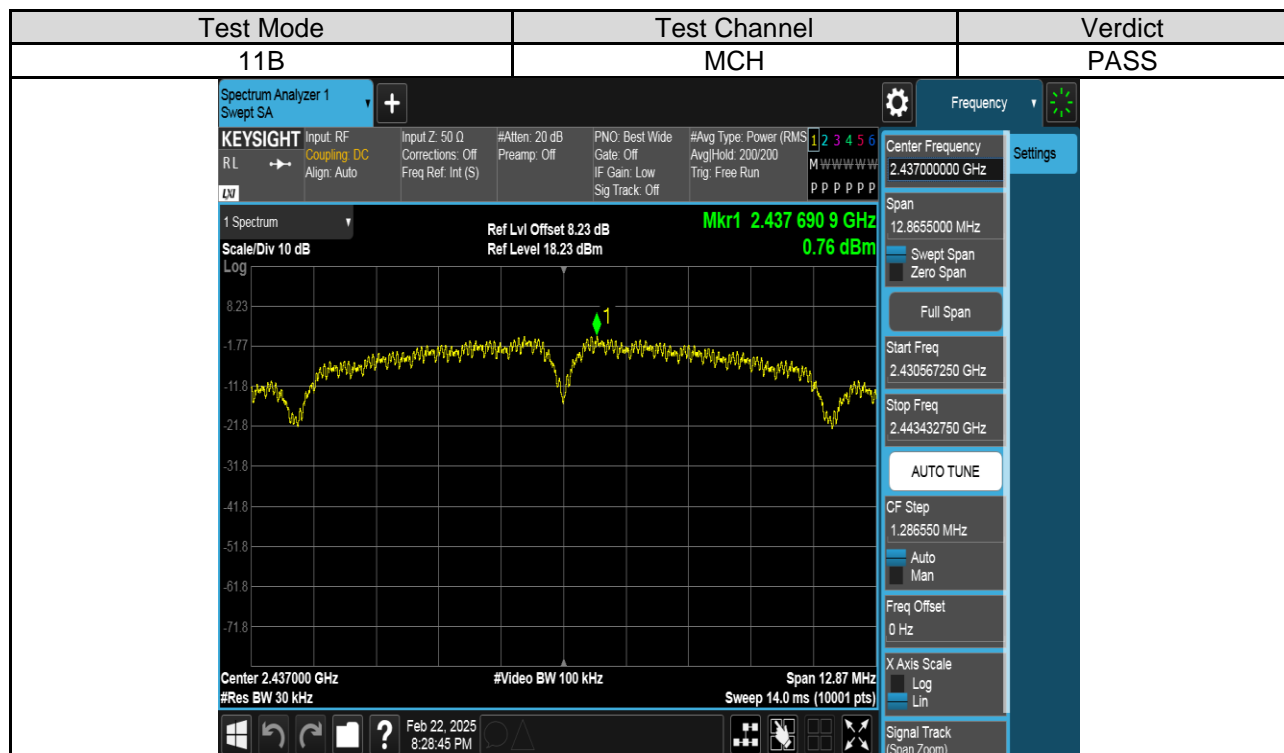 Test Mode Test Channel Verdict
11B MCH PASS
Spectrum Analyzer 1
Swept SA
+
Frequency
KEYSIGHT
RL
LXI
Input: RF
Coupling: DC
Align: Auto
Input Z: 50 Ω
Corrections: Off
Freq Ref: Int (S)
#Atten: 20 dB
Preamp: Off
PNO: Best Wide
Gate: Off
IF Gain: Low
Sig Track: Off
#Avg Type: Power (RMS
Avg|Hold: 200/200
Trig: Free Run
1 2 3 4 5 6
M W W W W W
P P P P P P
1 Spectrum
Scale/Div 10 dB
Log
Ref Lvl Offset 8.23 dB
Ref Level 18.23 dBm
Mkr1 2.437 690 9 GHz
0.76 dBm
1
8.23
-1.77
-11.8
-21.8
-31.8
-41.8
-51.8
-61.8
-71.8
Center 2.437000 GHz
#Res BW 30 kHz
#Video BW 100 kHz
Span 12.87 MHz
Sweep 14.0 ms (10001 pts)
?
Feb 22, 2025
8:28:45 PM
Center Frequency
2.437000000 GHz
Settings
Span
12.8655000 MHz
Swept Span
Zero Span
Full Span
Start Freq
2.430567250 GHz
Stop Freq
2.443432750 GHz
AUTO TUNE
CF Step
1.286550 MHz
Auto
Man
Freq Offset
0 Hz
X Axis Scale
Log
Lin
Signal Track
(Span Zoom)